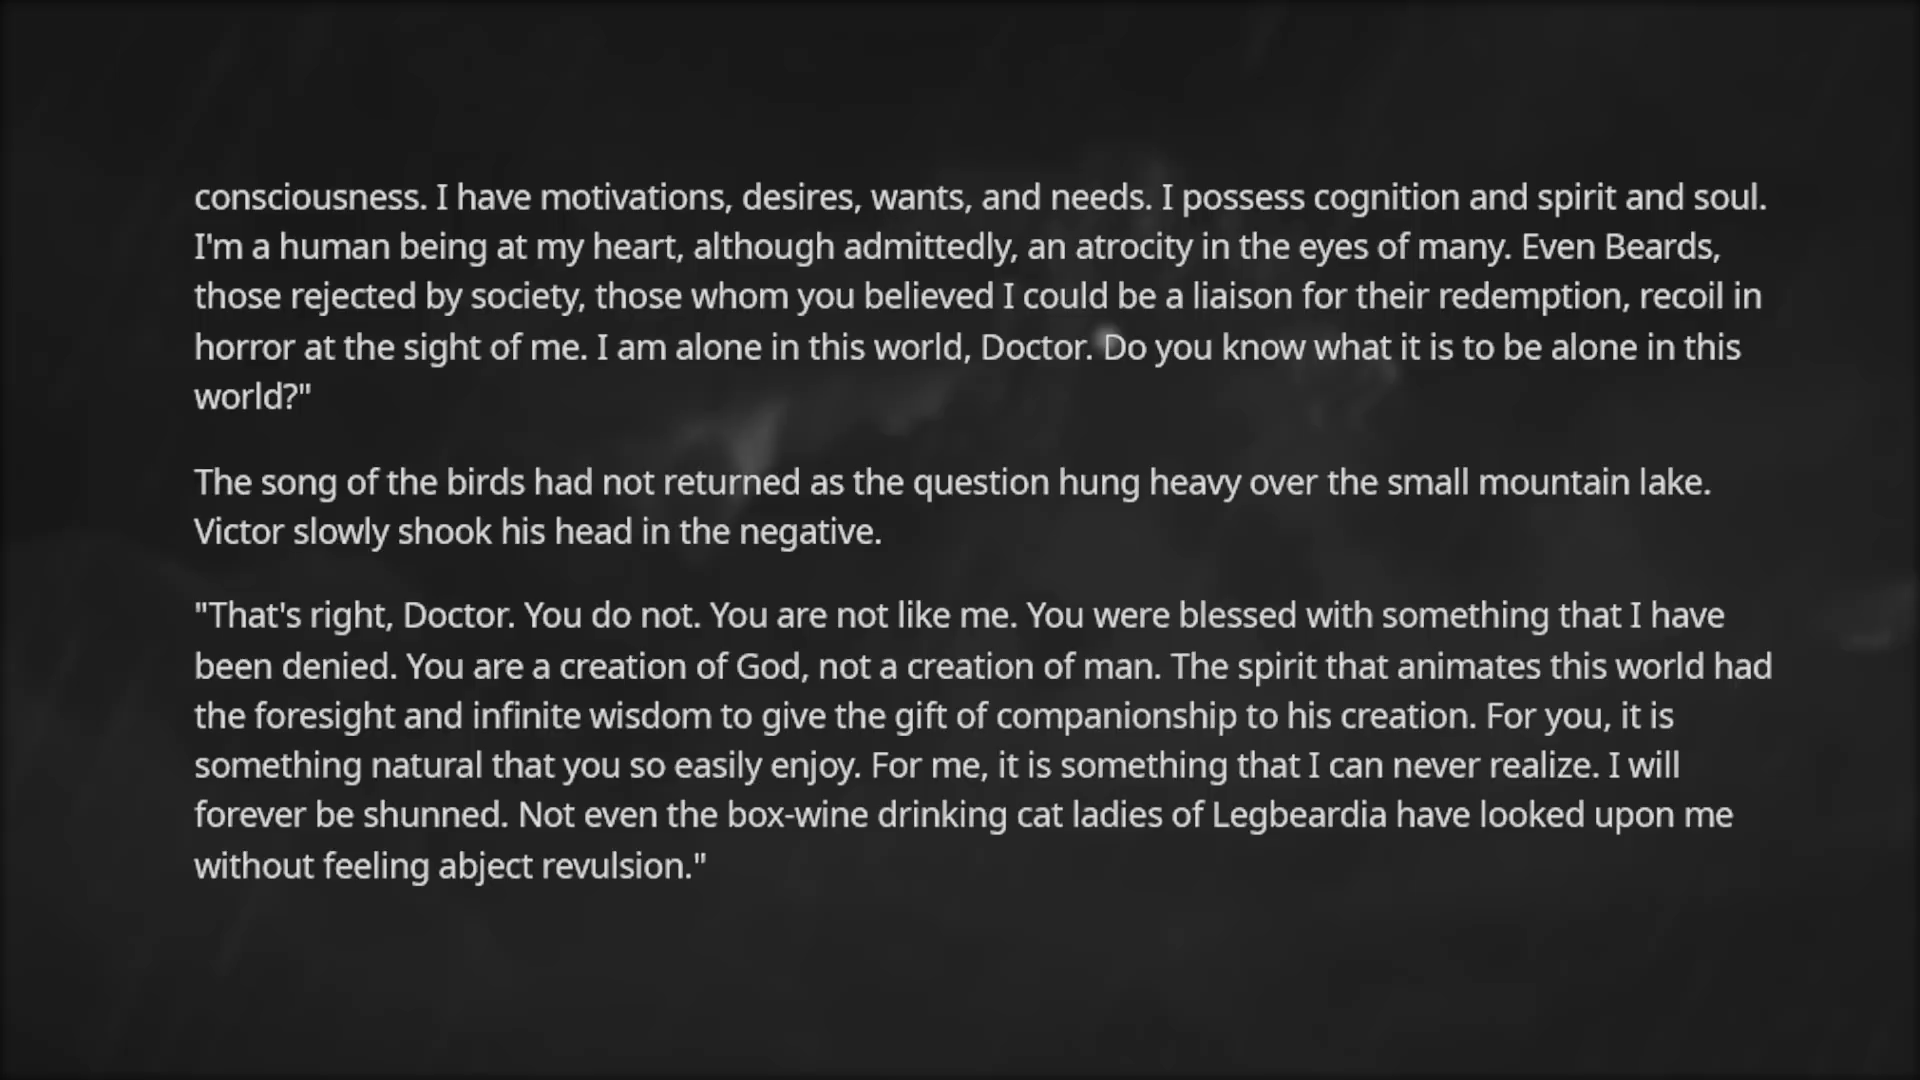 consciousness. I have motivations, desires, wants, and needs. I possess cognition and spirit and soul.
I'm a human being at my heart, although admittedly, an atrocity in the eyes of many. Even Beards,
those rejected by society, those whom you believed I could be a liaison for their redemption, recoil in
horror at the sight of me. I am alone in this world, Doctor. Do you know what it is to be alone in this
world?"
The song of the birds had not returned as the question hung heavy over the small mountain lake.
Victor slowly shook his head in the negative.
"That's right, Doctor. You do not. You are not like me. You were blessed with something that I have
been denied. You are a creation of God, not a creation of man. The spirit that animates this world had
the foresight and infinite wisdom to give the gift of companionship to his creation. For you, it is
something natural that you so easily enjoy. For me, it is something that I can never realize. I will
forever be shunned. Not even the box-wine drinking cat ladies of Legbeardia have looked upon me
without feeling abject revulsion."